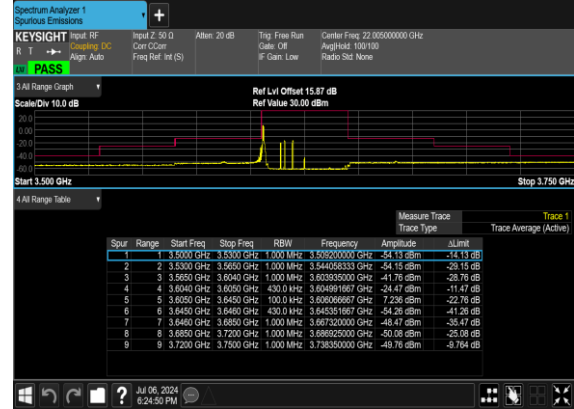 Spectrum Analyzer 1
Spurious Emissions
KEYSIGHT Input: RF Input Z: 50 Ω Atten: 20 dB Trig: Free Run Center Freq: 22.005000000 GHz
R T Coupling: DC Corr CCorr Gate: Off Avg|Hold: 100/100
Align: Auto Freq Ref: Int (S) IF Gain: Low Radio Std: None
PASS
3 All Range Graph
Ref Lvl Offset 15.87 dB
Scale/Div 10.0 dB Ref Value 30.00 dBm
20.0
0.00
-20.0
-40.0
-60.0
Start 3.500 GHz Stop 3.750 GHz
4 All Range Table
Measure Trace Trace 1
Trace Type Trace Average (Active)
Spur Range Start Freq Stop Freq RBW Frequency Amplitude ΔLimit
1 1 3.5000 GHz 3.5300 GHz 1.000 MHz 3.509200000 GHz -54.13 dBm -14.13 dB
2 2 3.5300 GHz 3.5650 GHz 1.000 MHz 3.544058333 GHz -54.15 dBm -29.15 dB
3 3 3.5650 GHz 3.6040 GHz 1.000 MHz 3.603935000 GHz -41.76 dBm -28.76 dB
4 4 3.6040 GHz 3.6050 GHz 430.0 kHz 3.604991667 GHz -24.47 dBm -11.47 dB
5 5 3.6050 GHz 3.6450 GHz 100.0 kHz 3.606066667 GHz 7.236 dBm -22.76 dB
6 6 3.6450 GHz 3.6460 GHz 430.0 kHz 3.645351667 GHz -54.26 dBm -41.26 dB
7 7 3.6460 GHz 3.6850 GHz 1.000 MHz 3.667320000 GHz -48.47 dBm -35.47 dB
8 8 3.6850 GHz 3.7200 GHz 1.000 MHz 3.686925000 GHz -50.08 dBm -25.08 dB
9 9 3.7200 GHz 3.7500 GHz 1.000 MHz 3.738350000 GHz -49.76 dBm -9.764 dB
Jul 06, 2024
6:24:50 PM